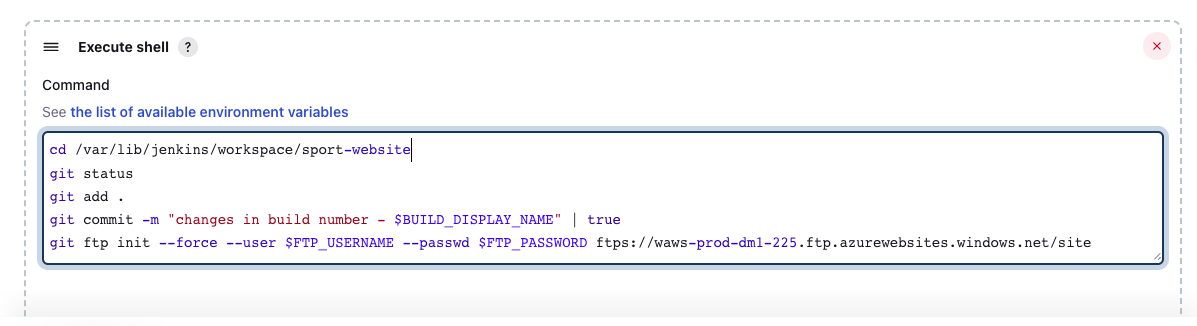 Execute shell ?
Command
See the list of available environment variables
cd /var/lib/jenkins/workspace/sport-website
git status
git add .
git commit -m "changes in build number - $BUILD_DISPLAY_NAME" | true
git ftp init --force --user $FTP_USERNAME --passwd $FTP_PASSWORD ftps://waws-prod-dm1-225.ftp.azurewebsites.windows.net/site